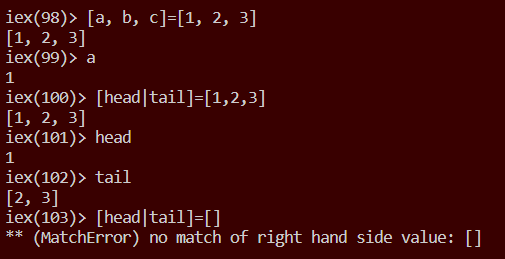 iex(98)> [a, b, c]=[1, 2, 3]
[1, 2, 3]
iex(99)> a
1
iex(100)> [head|tail]=[1,2,3]
[1, 2, 3]
iex(101)> head
1
iex(102)> tail
[2, 3]
iex(103)> [head|tail]=[]
** (MatchError) no match of right hand side value: []